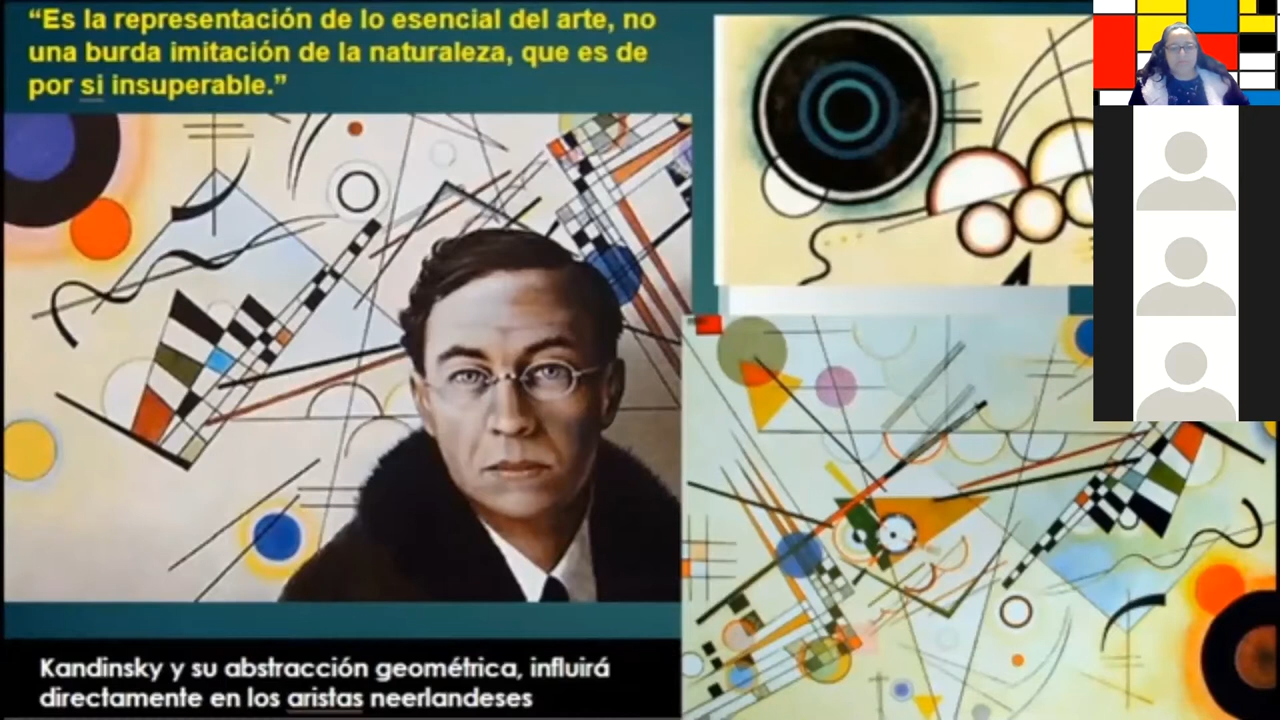 “Es la representación de lo esencial del arte, no
una burda imitación de la naturaleza, que es de
por si insuperable.”
Kandinsky y su abstracción geométrica, influirá
directamente en los aristas neerlandeses